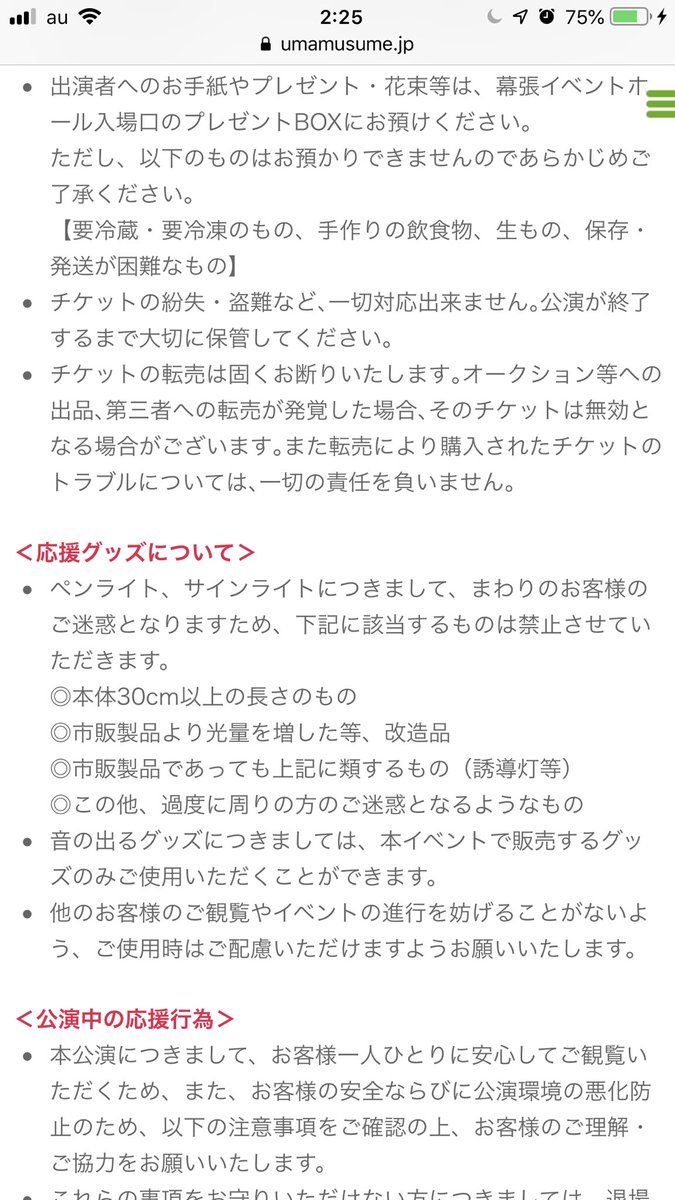 au
2:25
75%
umamusume.jp
• 出演者へのお手紙やプレゼント・花束等は、幕張イベントホ
ール入場口のプレゼントBOXにお預けください。
ただし、以下のものはお預かりできませんのであらかじめご
了承ください。
【要冷蔵・要冷凍のもの、手作りの飲食物、生もの、保存・
発送が困難なもの】
• チケットの紛失・盗難など、一切対応出来ません。公演が終了
するまで大切に保管してください。
• チケットの転売は固くお断りいたします。オークション等への
出品、第三者への転売が発覚した場合、そのチケットは無効と
なる場合がございます。また転売により購入されたチケットの
トラブルについては、一切の責任を負いません。
＜応援グッズについて＞
• ペンライト、サインライトにつきまして、まわりのお客様の
ご迷惑となりますため、下記に該当するものは禁止させてい
ただきます。
◎本体30cm以上の長さのもの
◎市販製品より光量を増した等、改造品
◎市販製品であっても上記に類するもの（誘導灯等）
◎この他、過度に周りの方のご迷惑となるようなもの
• 音の出るグッズにつきましては、本イベントで販売するグッ
ズのみご使用いただくことができます。
• 他のお客様のご観覧やイベントの進行を妨げることがないよ
う、ご使用時はご配慮いただけますようお願いいたします。
＜公演中の応援行為＞
• 本公演につきまして、お客様一人ひとりに安心してご観覧い
ただくため、また、お客様の安全ならびに公演環境の悪化防
止のため、以下の注意事項をご確認の上、お客様のご理解・
ご協力をお願いいたします。
• これらの事項をお守りいただけない方につきましては、退場